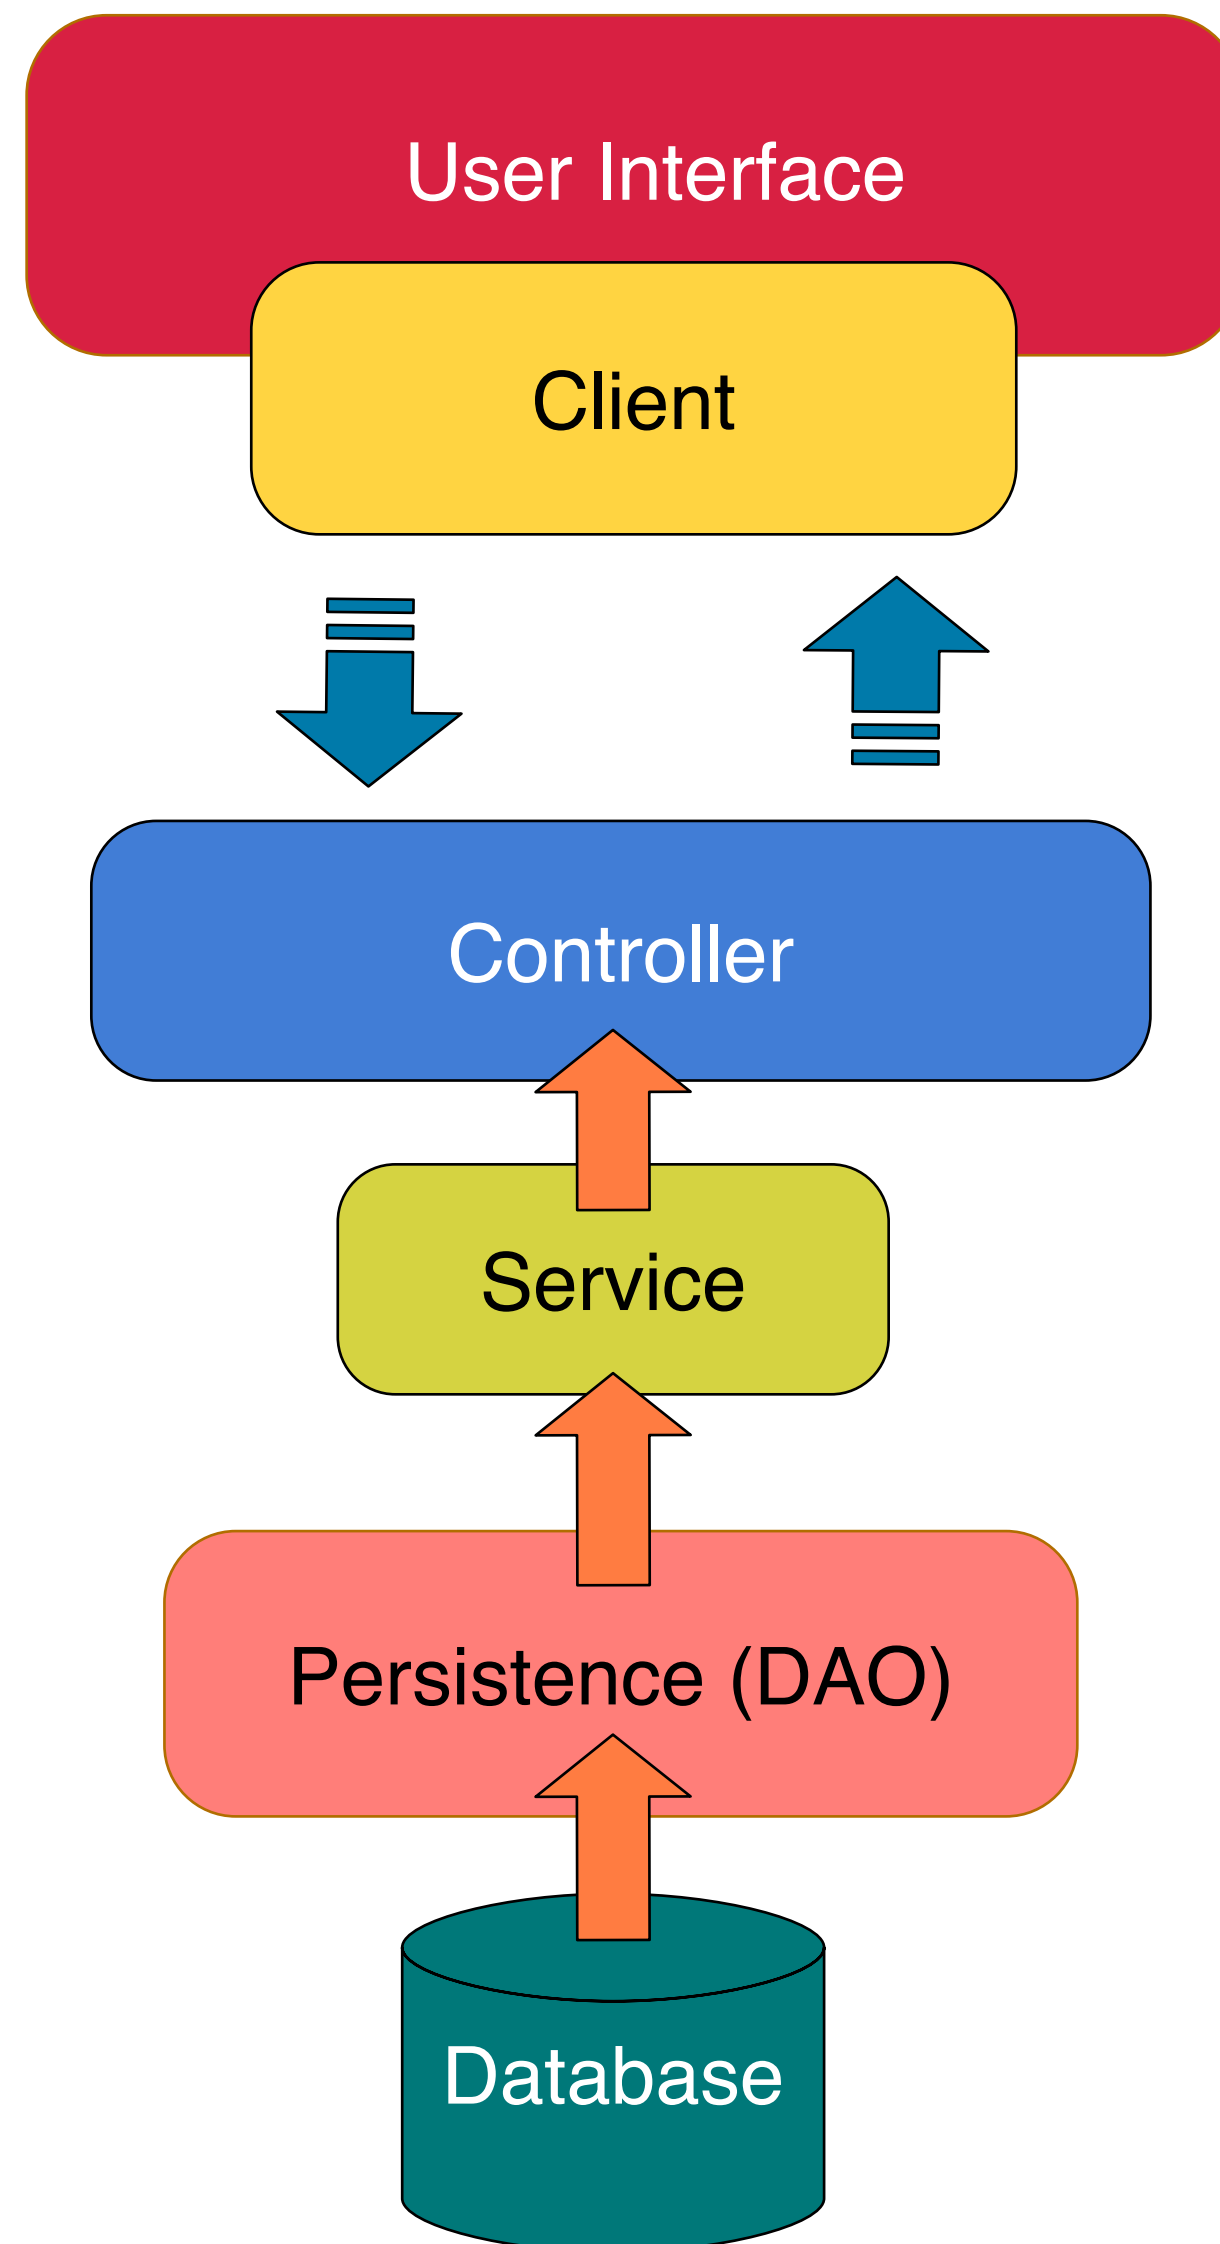 User Interface
Client
Controller
Service
Persistence (DAO)
Database